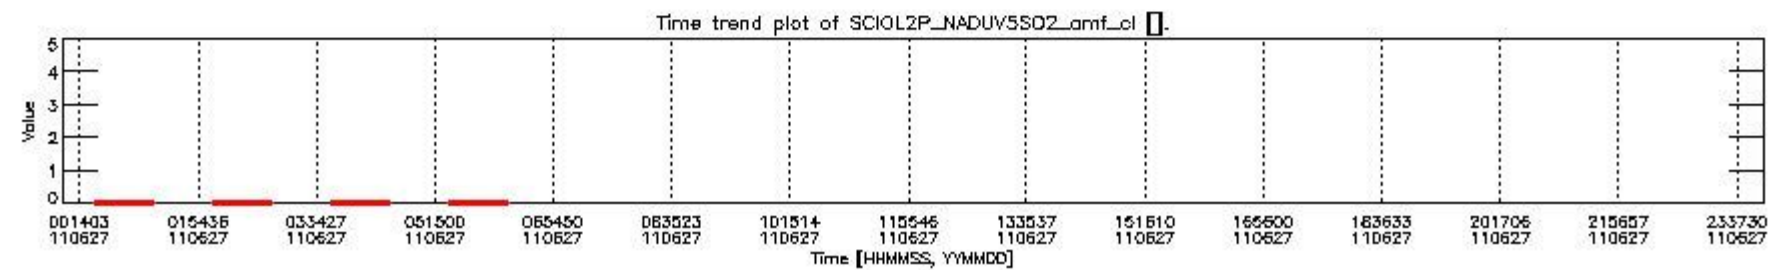 Time trend plot of SCIOL2P_NADUV5SO2_amf_cl [].
5
4
3
2
1
0
Value
001403 015436 033427 051500 065450 083523 101514 115546 133537 151610 165600 183633 201706 215657 233730
110627 110627 110627 110627 110627 110627 110627 110627 110627 110627 110627 110627 110627 110627 110627
Time [HHMMSS, YYMMDD]